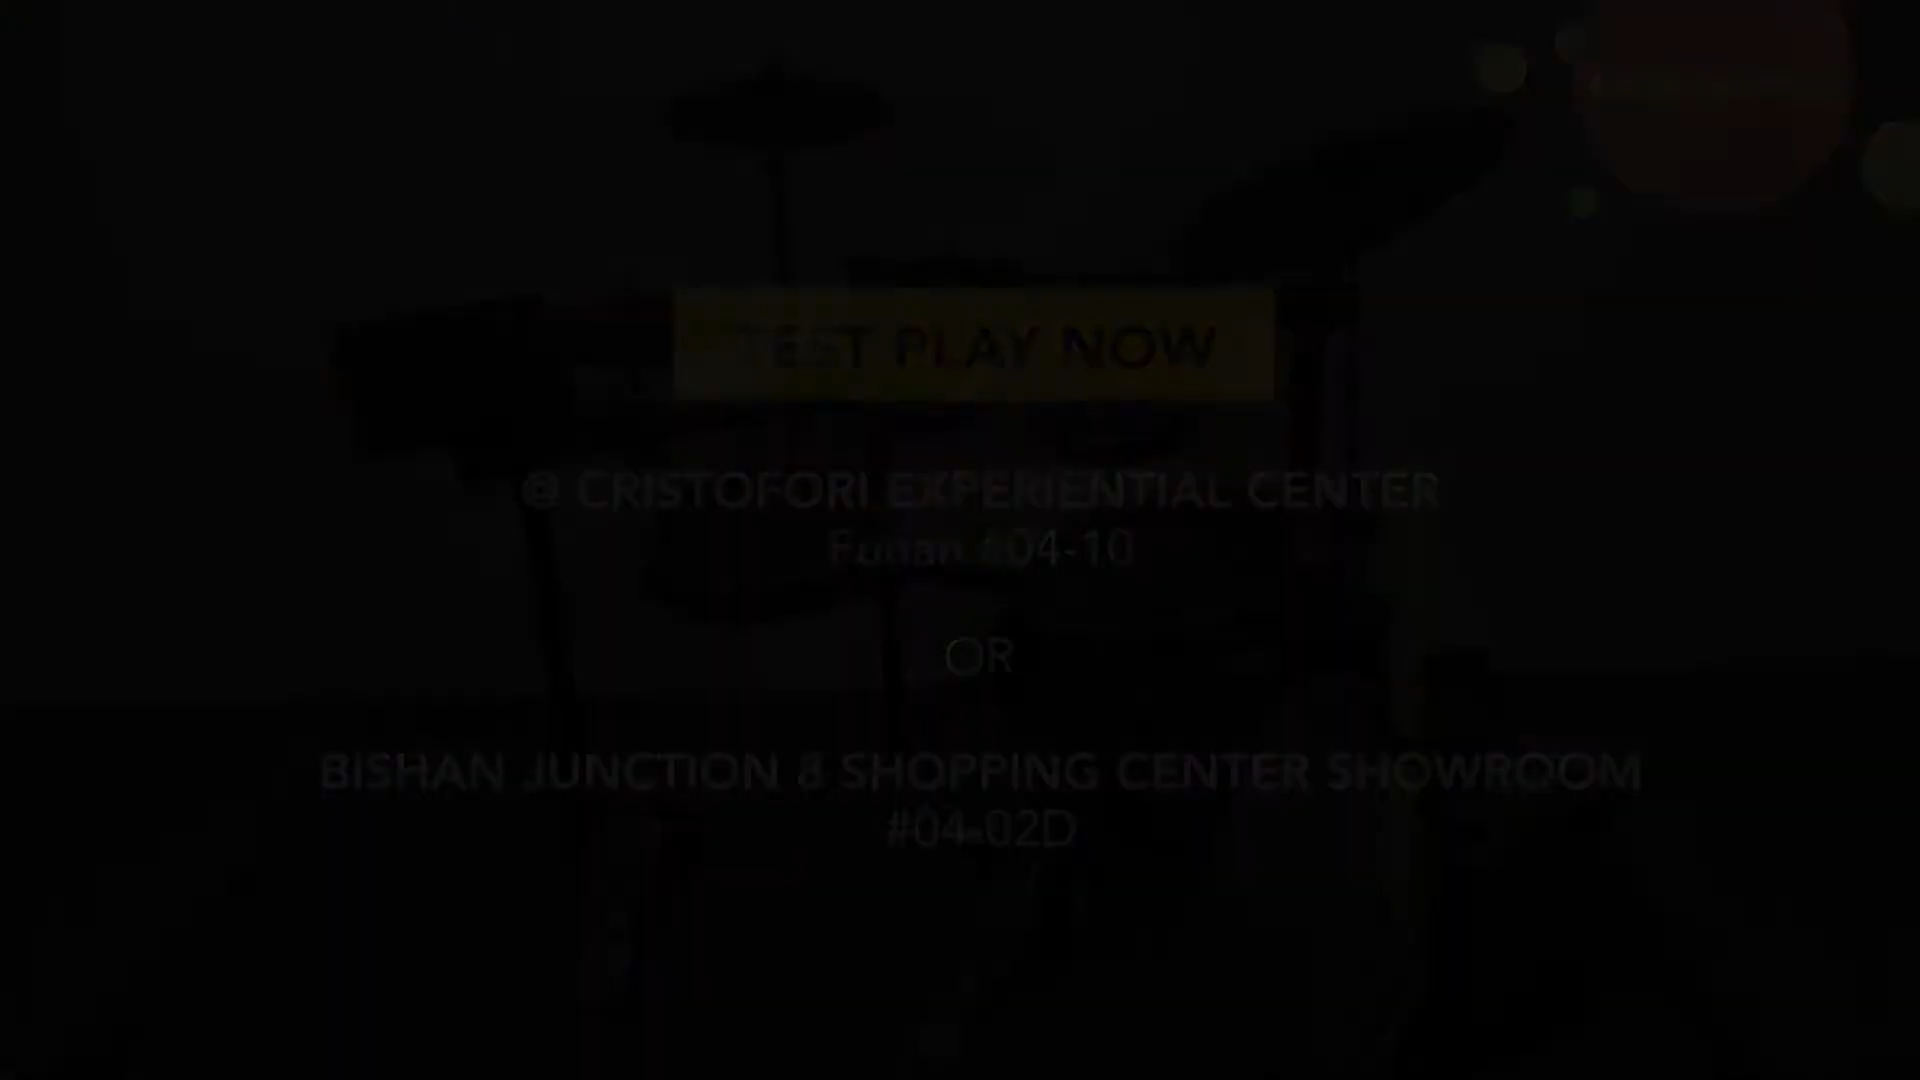 TEST PLAY NOW
@ CRISTOFORI EXPERIENTIAL CENTER
Funan #04-10
OR
BISHAN JUNCTION 8 SHOPPING CENTER SHOWROOM
#04-02D